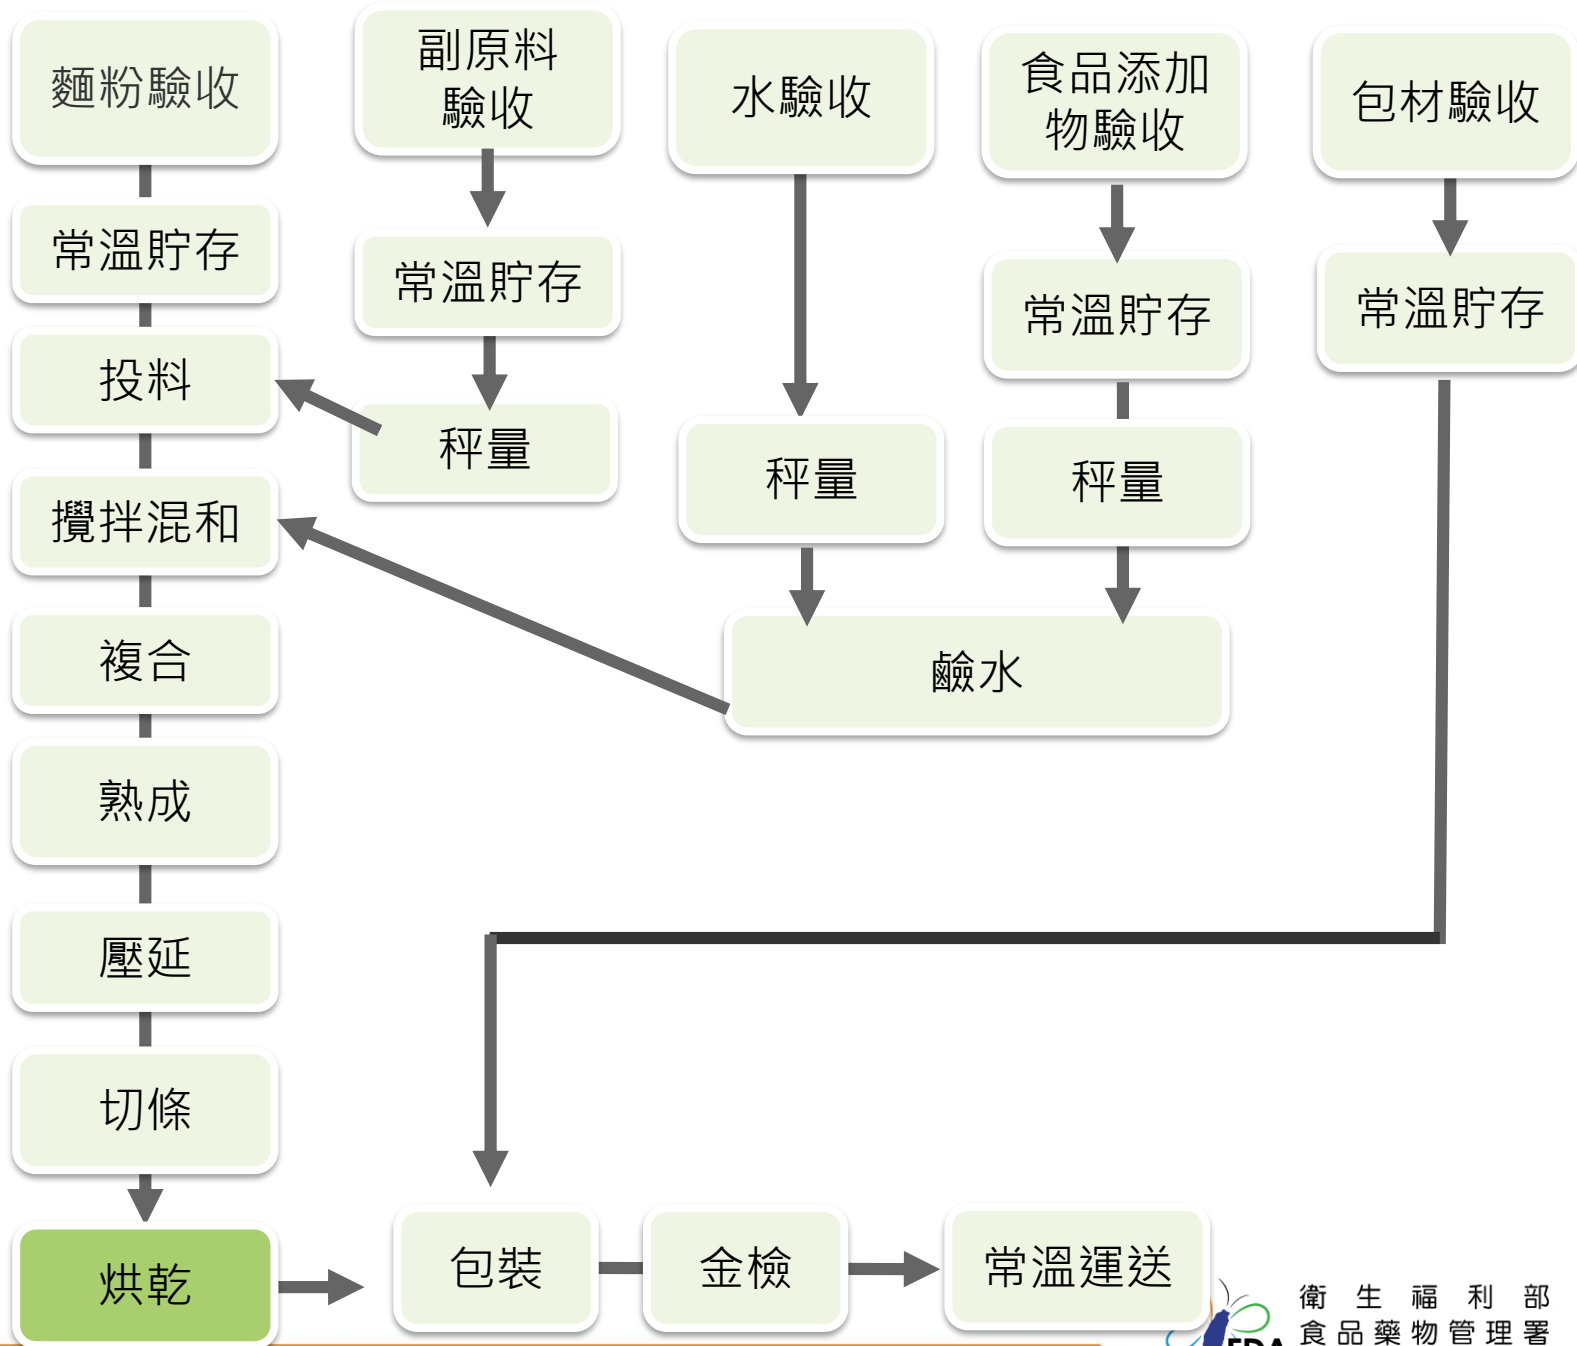 麵粉驗收
副原料
驗收
水驗收
食品添加
物驗收
包材驗收
常溫貯存
常溫貯存
常溫貯存
常溫貯存
投料
秤量
秤量
秤量
攪拌混和
鹼水
複合
熟成
壓延
切條
烘乾
包裝
金檢
常溫運送
衛生福利部
食品藥物管理署
FDA